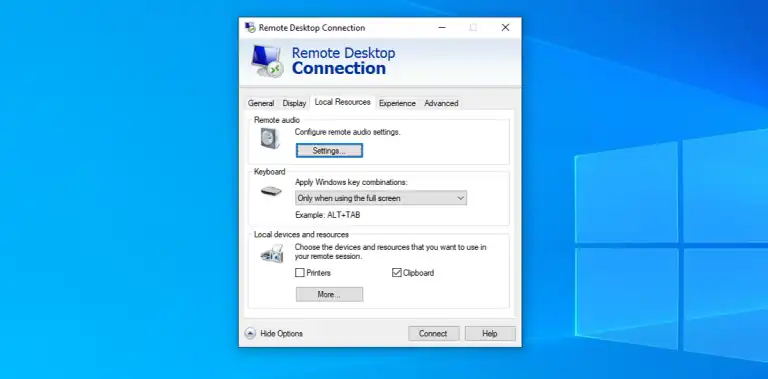 Remote Desktop Connection
Remote Desktop
Connection
General Display Local Resources Experience Advanced
Remote audio
Configure remote audio settings.
Settings...
Keyboard
Apply Windows key combinations:
Only when using the full screen
Example: ALT+TAB
Local devices and resources
Choose the devices and resources that you want to use in
your remote session.
Printers Clipboard
More...
Hide Options Connect Help